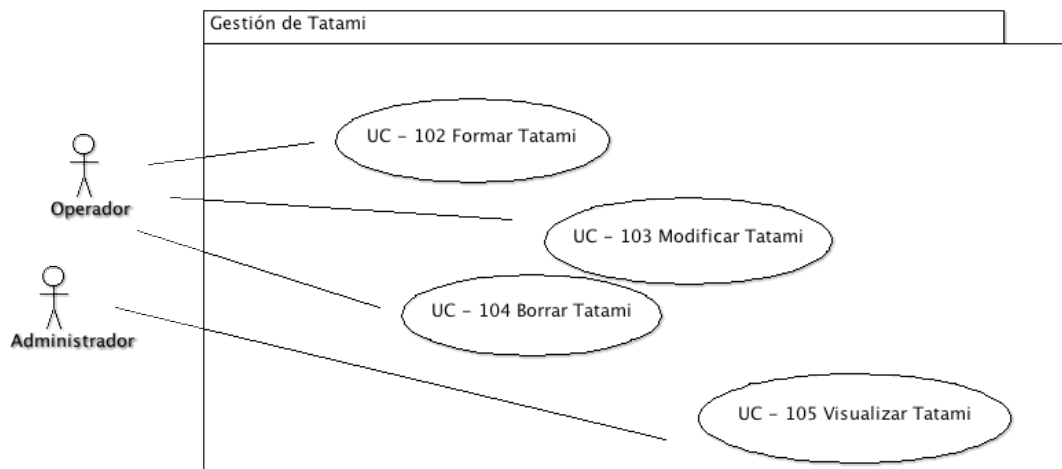 Gestión de Tatami
UC - 102 Formar Tatami
Operador
UC - 103 Modificar Tatami
UC - 104 Borrar Tatami
Administrador
UC - 105 Visualizar Tatami